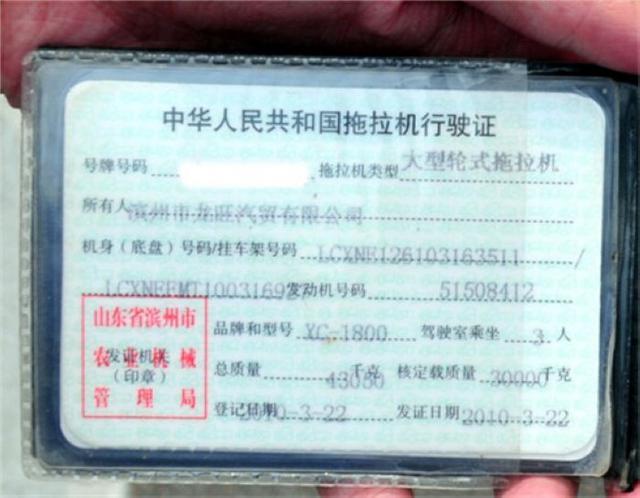 中华人民共和国拖拉机行驶证
号牌号码 拖拉机类型 大型轮式拖拉机
所有人 滨州市龙旺汽贸有限公司
机身(底盘)号码/挂车架号码 LCXNE126103163511 /
LCXNEEMT1003169 发动机号码 51508412
山东省滨州市
农业机械
管理局
发证机关
(印章)
品牌和型号 XC-1800 驾驶室乘坐 3 人
总质量 43050 千克 核定载质量 30000 千克
登记日期 2010-3-22 发证日期 2010-3-22